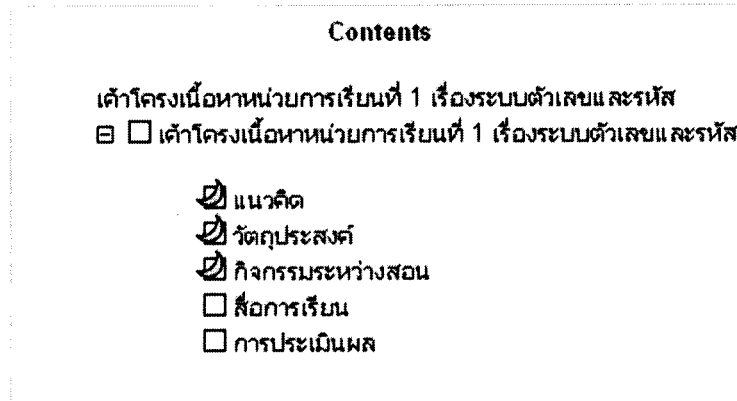 Contents
เค้าโครงเนื้อหาหน่วยการเรียนที่ 1 เรื่องระบบตัวเลขและรหัส
เค้าโครงเนื้อหาหน่วยการเรียนที่ 1 เรื่องระบบตัวเลขและรหัส
แนวคิด
วัตถุประสงค์
กิจกรรมระหว่างสอน
สื่อการเรียน
การประเมินผล